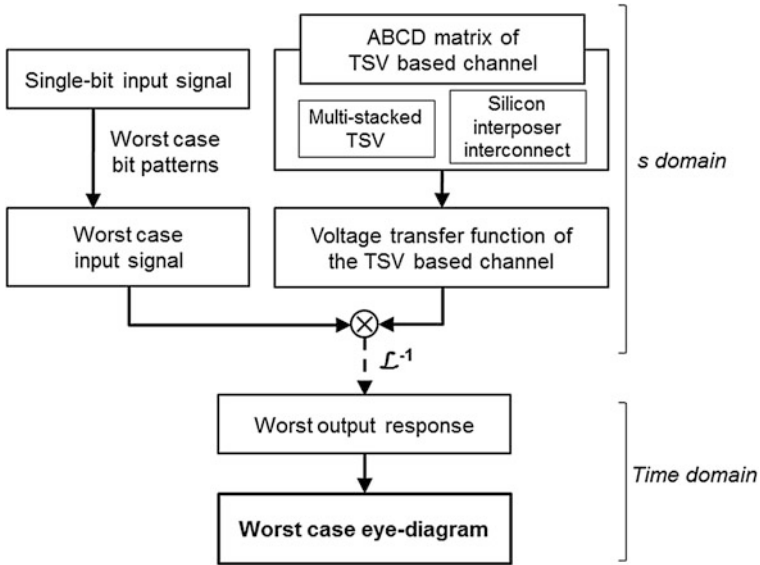 ABCD matrix of
TSV based channel
Single-bit input signal
Multi-stacked
TSV
Silicon
interposer
interconnect
Worst case
bit patterns
s domain
Worst case
input signal
Voltage transfer function of
the TSV based channel
ℒ⁻¹
Worst output response
Time domain
Worst case eye-diagram